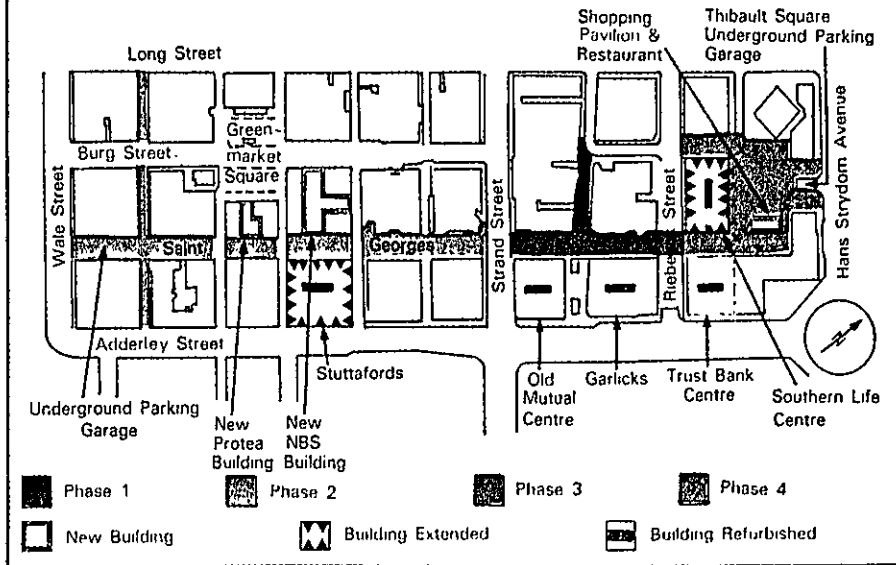 Shopping
Pavilion &
Restaurant
Thibault Square
Underground Parking
Garage
Long Street
Green-
market
Square
Burg Street
Wale Street
Saint
Georges
Strand Street
Riebe
Street
Hans Strydom Avenue
Adderley Street
Stuttafords
Old
Mutual
Centre
Garlicks
Trust Bank
Centre
Southern Life
Centre
Underground Parking
Garage
New
Protea
Building
New
NBS
Building
Phase 1
Phase 2
Phase 3
Phase 4
New Building
Building Extended
Building Refurbished